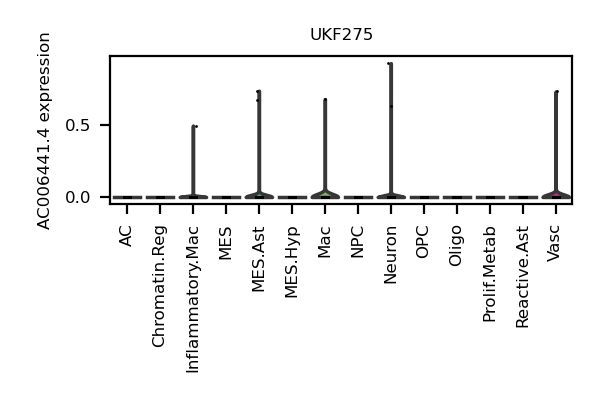 UKF275
AC006441.4 expression
0.5
0.0
AC
Chromatin.Reg
Inflammatory.Mac
MES
MES.Ast
MES.Hyp
Mac
NPC
Neuron
OPC
Oligo
Prolif.Metab
Reactive.Ast
Vasc